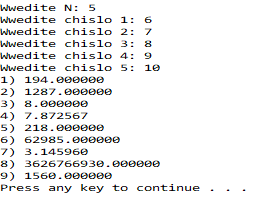 Wwedite N: 5
Wwedite chislo 1: 6
Wwedite chislo 2: 7
Wwedite chislo 3: 8
Wwedite chislo 4: 9
Wwedite chislo 5: 10
1) 194.000000
2) 1287.000000
3) 8.000000
4) 7.872567
5) 218.000000
6) 62985.000000
7) 3.145960
8) 3626766930.000000
9) 1560.000000
Press any key to continue . . .